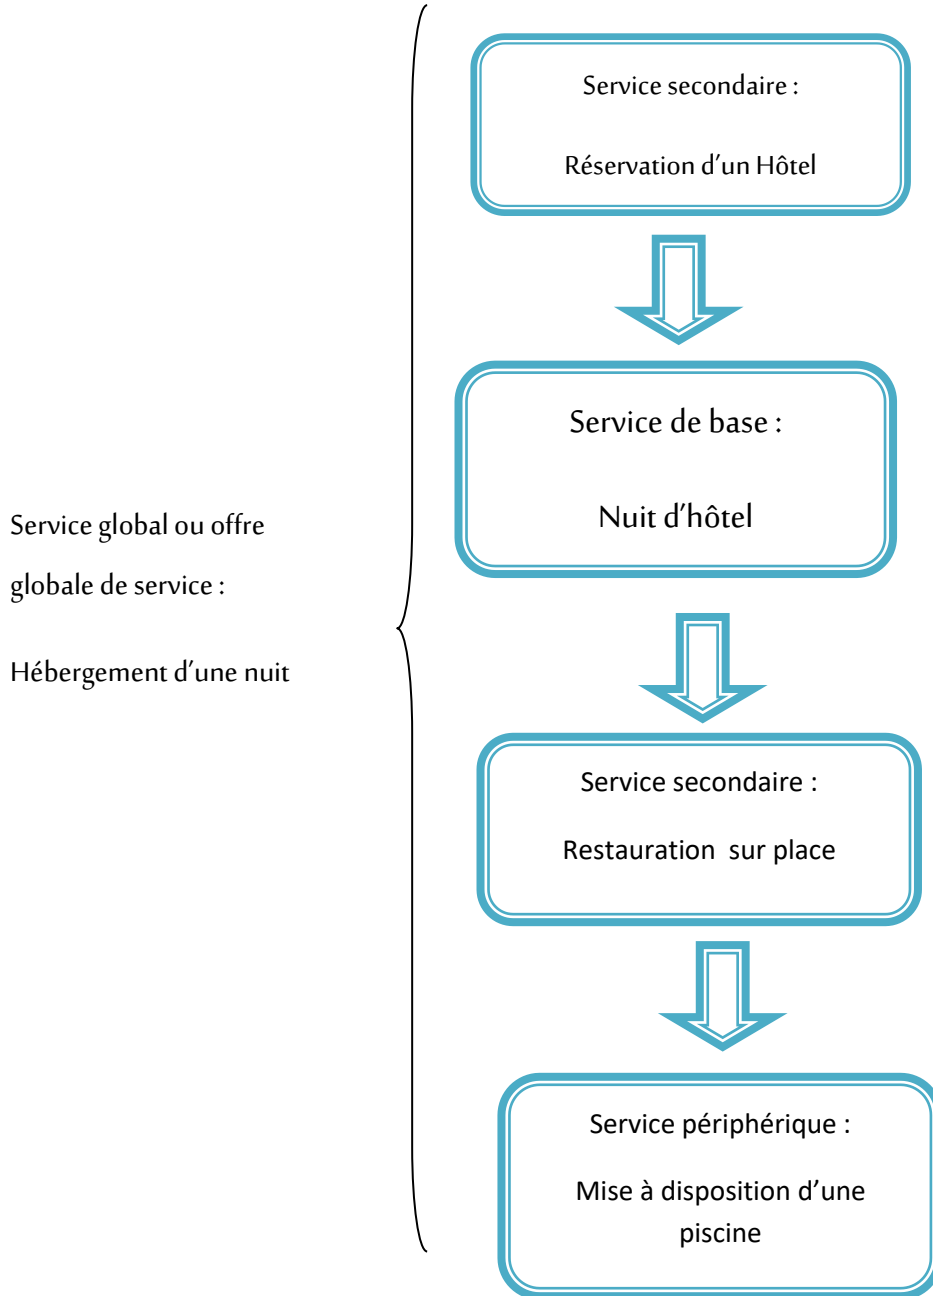 Service secondaire :
Réservation d’un Hôtel
Service de base :
Nuit d’hôtel
Service global ou offre
globale de service :
Hébergement d’une nuit
Service secondaire :
Restauration  sur place
Service périphérique :
Mise à disposition d’une
piscine